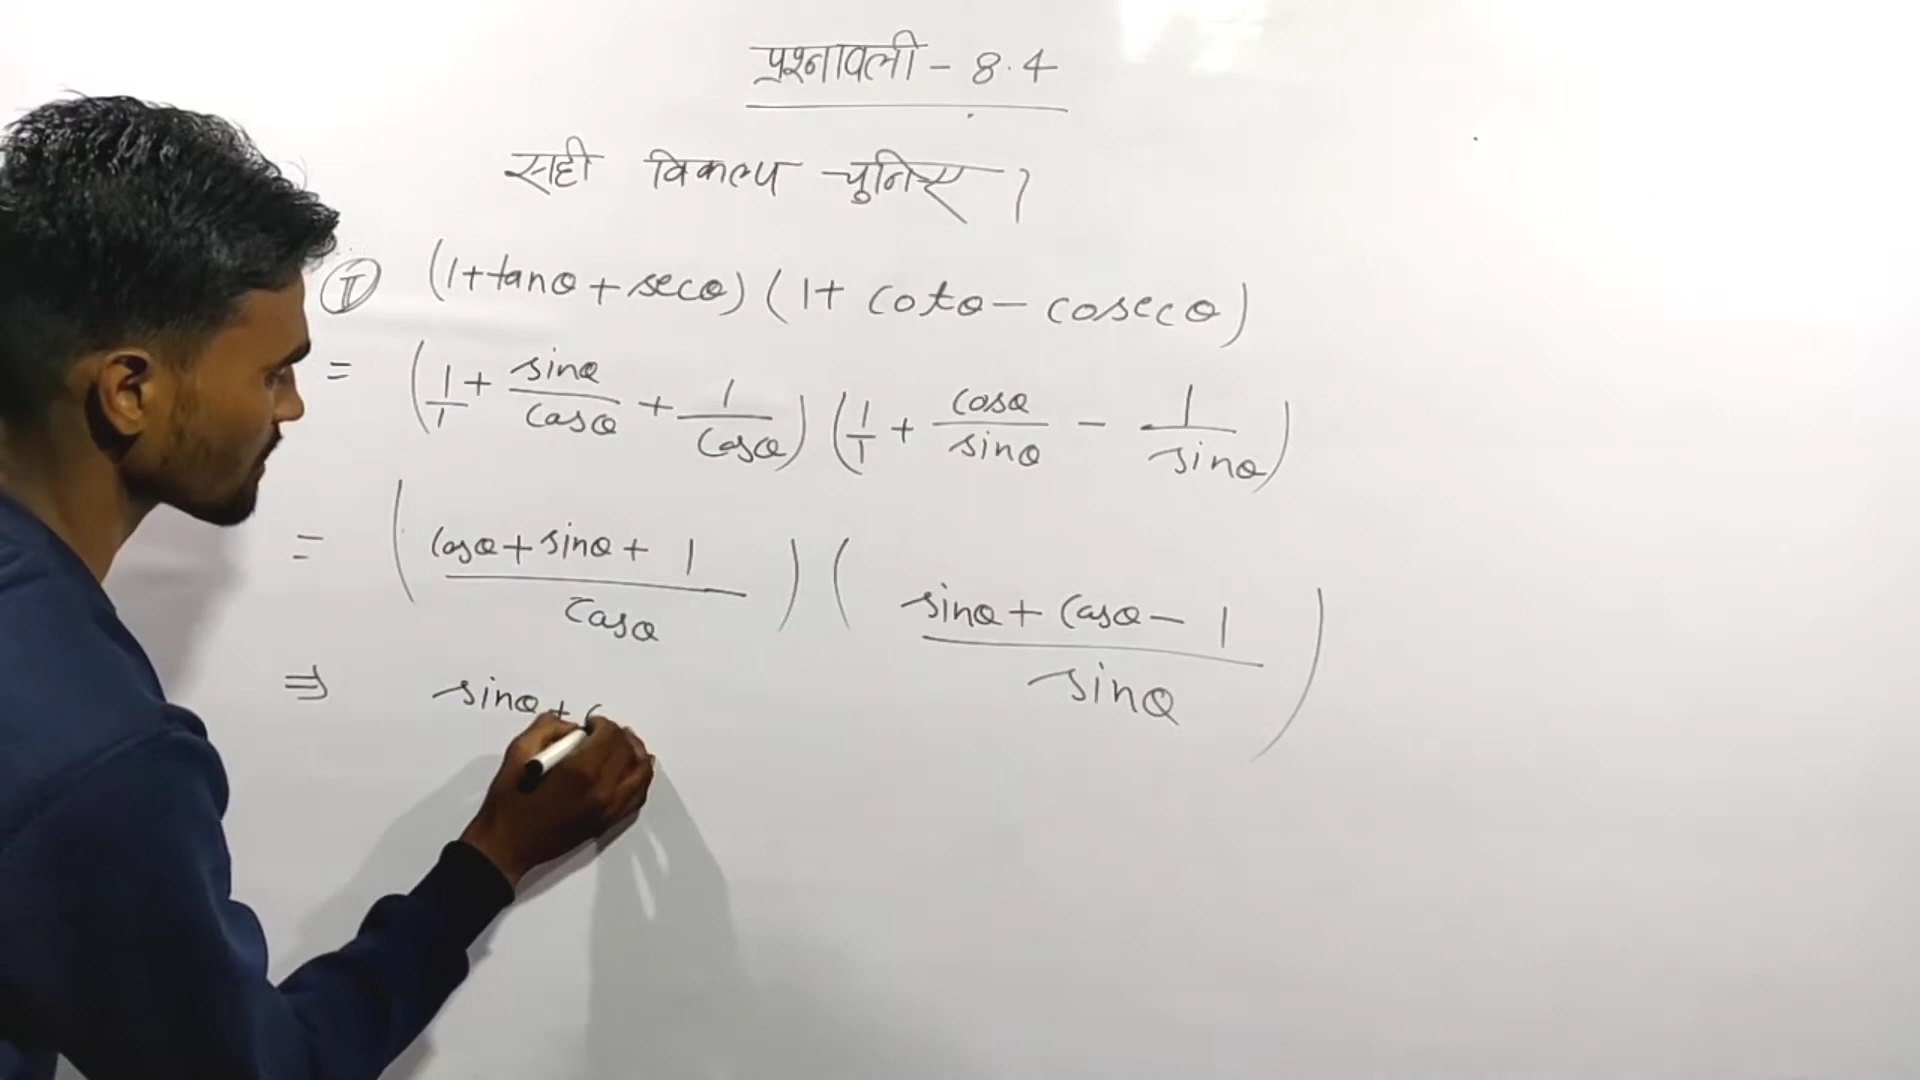 प्रश्नावली - 8.4
सही विकल्प चुनिए ।
I (1+tanθ+secθ) (1+ cotθ - cosecθ)
= (1/1 + sinθ/cosθ + 1/cosθ) (1/1 + cosθ/sinθ - 1/sinθ)
= (cosθ+sinθ+ 1/cosθ) (sinθ+ cosθ- 1/sinθ)
⇒ sinθ+ c